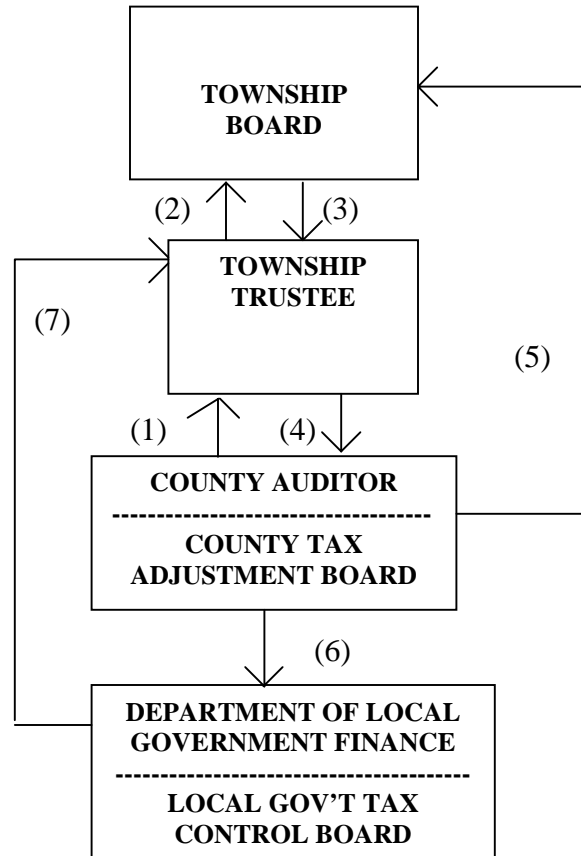 TOWNSHIP
BOARD
(2)
(3)
TOWNSHIP
TRUSTEE
(7)
(5)
(1)
(4)
COUNTY AUDITOR
---------------------------------------
COUNTY TAX
ADJUSTMENT BOARD
(6)
DEPARTMENT OF LOCAL
GOVERNMENT FINANCE
-------------------------------------------
LOCAL GOV'T TAX
CONTROL BOARD